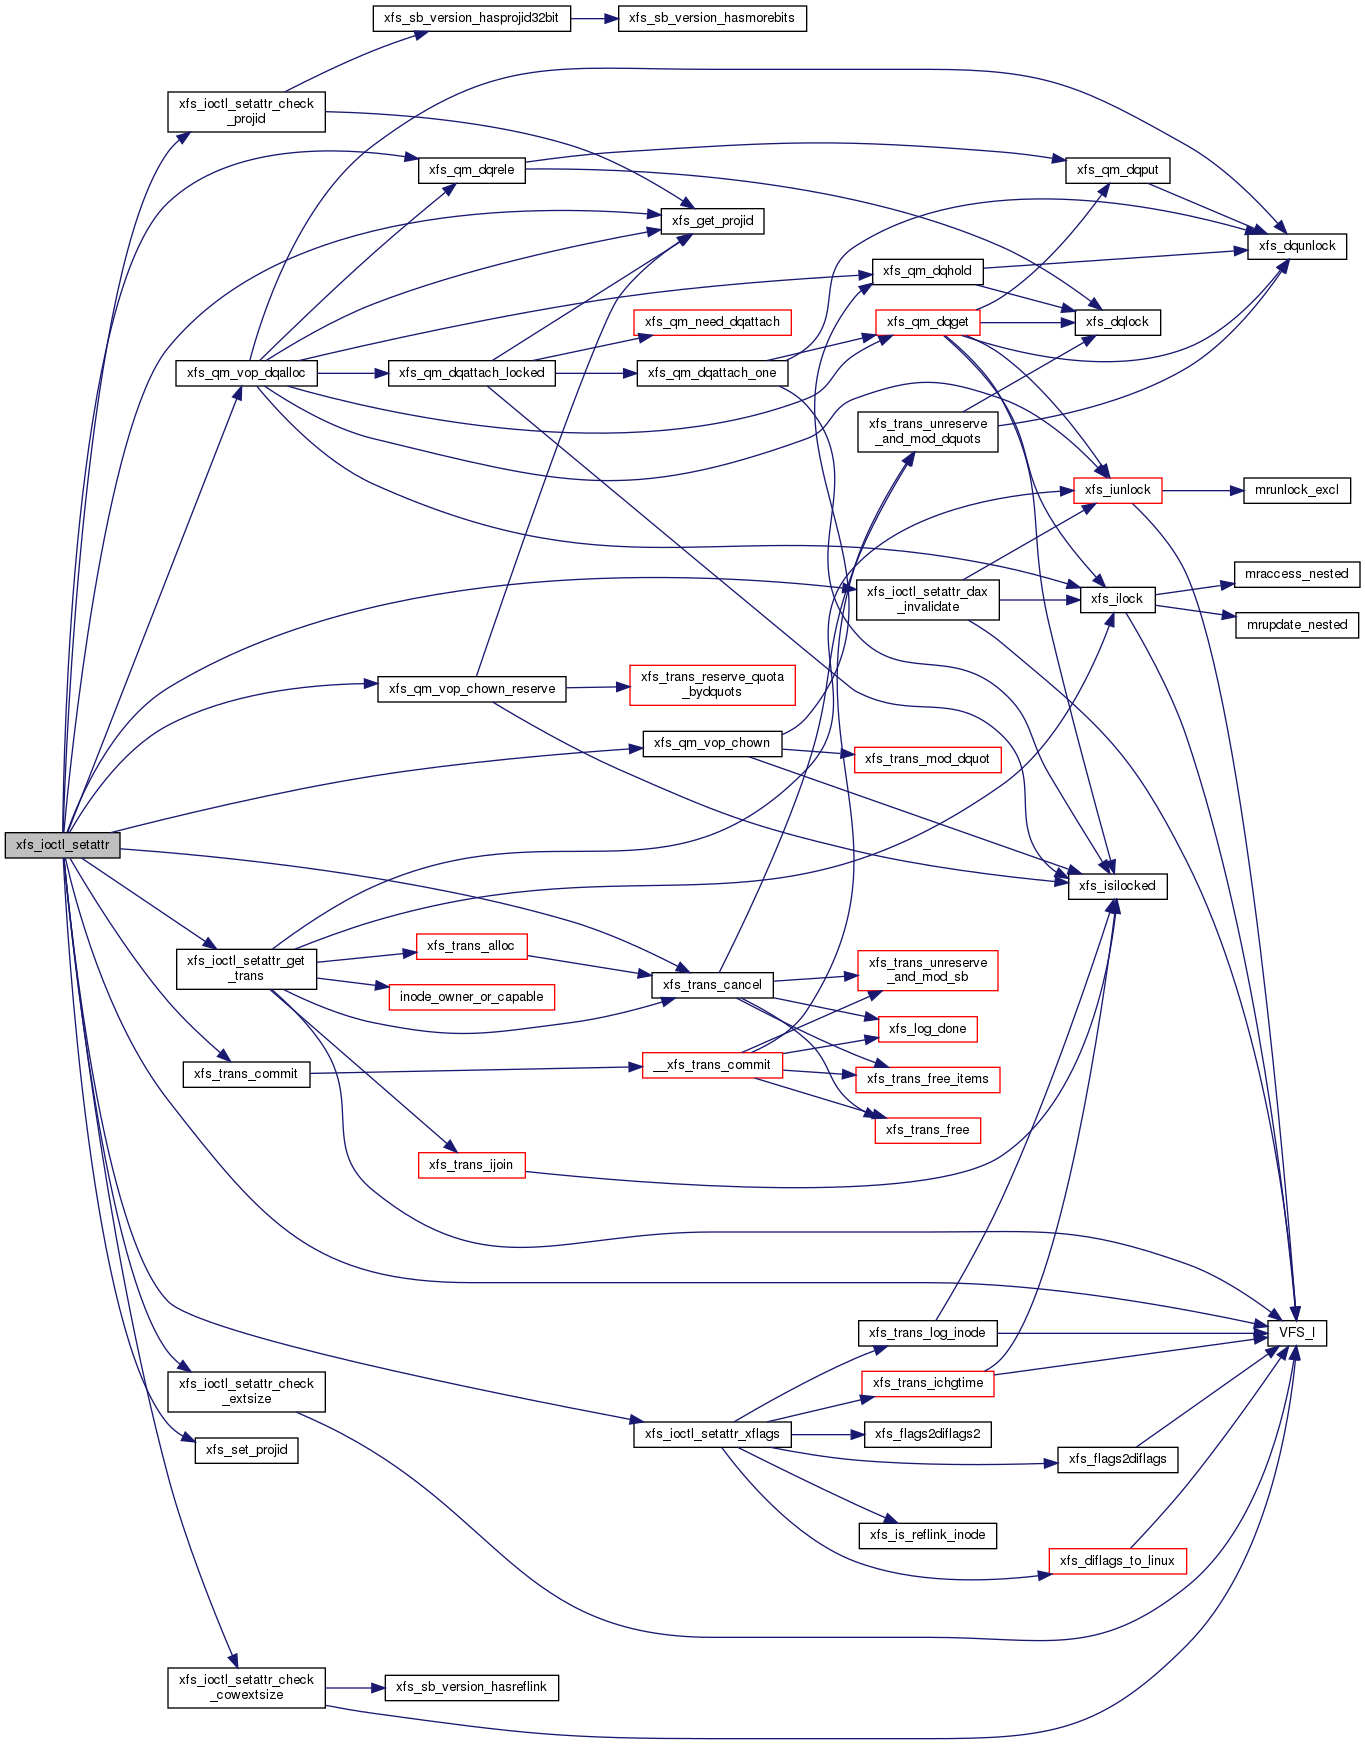 xfs_sb_version_hasprojid32bit
xfs_sb_version_hasmorebits
xfs_ioctl_setattr_check
_projid
xfs_qm_dqrele
xfs_qm_dqput
xfs_get_projid
xfs_dqunlock
xfs_qm_dqhold
xfs_qm_need_dqattach
xfs_qm_dqget
xfs_dqlock
xfs_qm_vop_dqalloc
xfs_qm_dqattach_locked
xfs_qm_dqattach_one
xfs_trans_unreserve
_and_mod_dquots
xfs_iunlock
mrunlock_excl
mraccess_nested
xfs_ioctl_setattr_dax
_invalidate
xfs_ilock
mrupdate_nested
xfs_qm_vop_chown_reserve
xfs_trans_reserve_quota
_bydquots
xfs_qm_vop_chown
xfs_trans_mod_dquot
xfs_ioctl_setattr
xfs_isilocked
xfs_ioctl_setattr_get
_trans
xfs_trans_alloc
inode_owner_or_capable
xfs_trans_cancel
xfs_trans_unreserve
_and_mod_sb
xfs_log_done
xfs_trans_commit
__xfs_trans_commit
xfs_trans_free_items
xfs_trans_free
xfs_trans_ijoin
xfs_trans_log_inode
VFS_I
xfs_ioctl_setattr_check
_extsize
xfs_trans_ichgtime
xfs_set_projid
xfs_ioctl_setattr_xflags
xfs_flags2diflags2
xfs_flags2diflags
xfs_is_reflink_inode
xfs_diflags_to_linux
xfs_ioctl_setattr_check
_cowextsize
xfs_sb_version_hasreflink